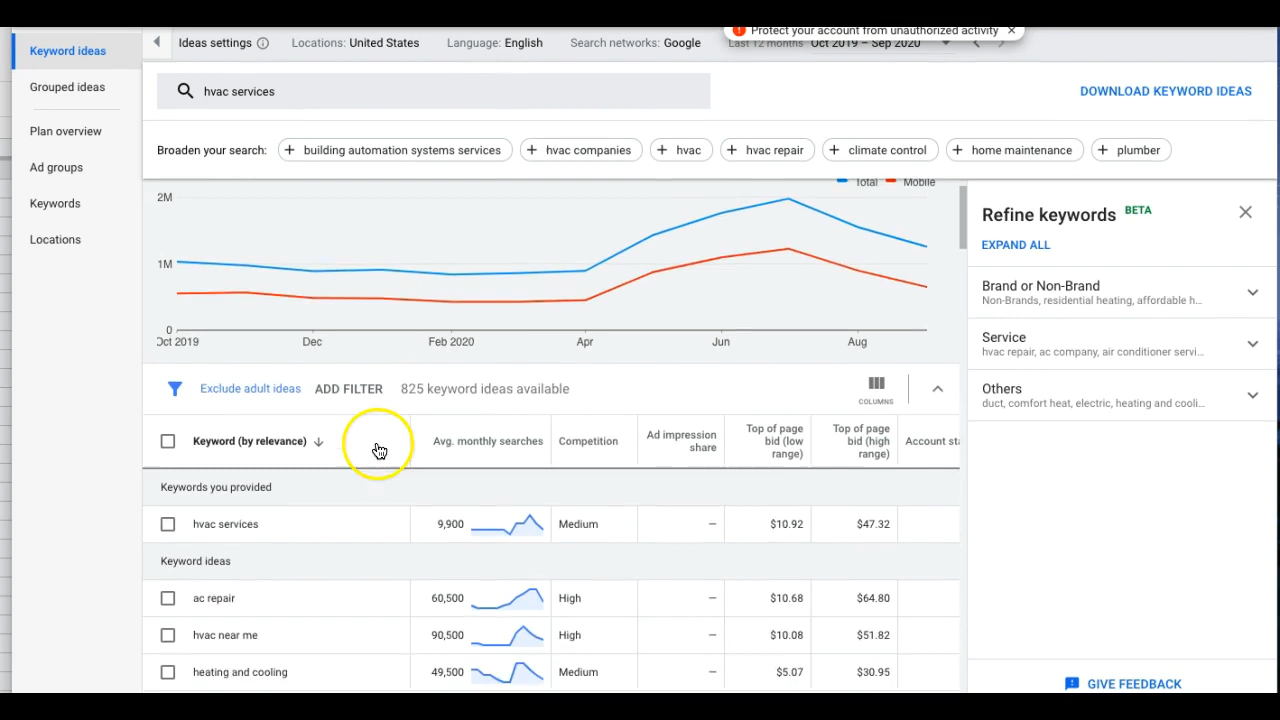 Protect your account from unauthorized activity
Keyword ideas
Ideas settings
Locations: United States
Language: English
Search networks: Google
Last 12 months Oct 2019 – Sep 2020
Grouped ideas
Plan overview
Ad groups
Keywords
Locations
hvac services
DOWNLOAD KEYWORD IDEAS
Broaden your search:
+ building automation systems services
+ hvac companies
+ hvac
+ hvac repair
+ climate control
+ home maintenance
+ plumber
Total Mobile
2M
1M
0
Oct 2019 Dec Feb 2020 Apr Jun Aug
Refine keywords BETA
EXPAND ALL
Brand or Non-Brand
Non-Brands, residential heating, affordable h...
Service
hvac repair, ac company, air conditioner servi...
Others
duct, comfort heat, electric, heating and cooli...
Exclude adult ideas ADD FILTER 825 keyword ideas available
COLUMNS
Keyword (by relevance)
Avg. monthly searches
Competition
Ad impression
share
Top of page
bid (low
range)
Top of page
bid (high
range)
Account sta
Keywords you provided
hvac services 9,900 Medium – $10.92 $47.32
Keyword ideas
ac repair 60,500 High – $10.68 $64.80
hvac near me 90,500 High – $10.08 $51.82
heating and cooling 49,500 Medium – $5.07 $30.95
GIVE FEEDBACK